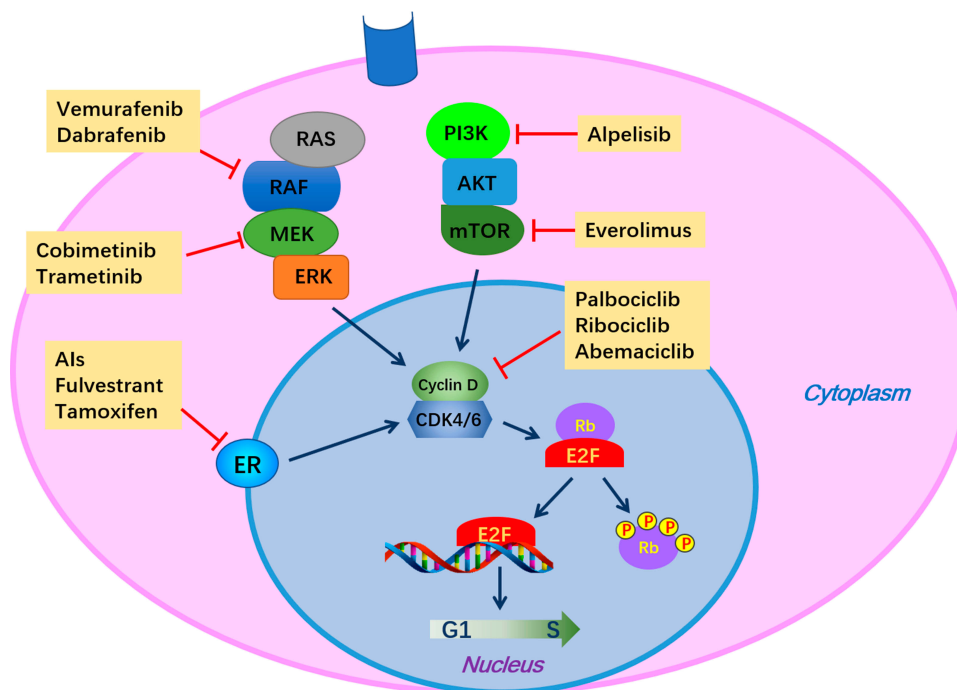 Vemurafenib
Dabrafenib
RAS
RAF
MEK
ERK
PI3K
AKT
mTOR
Alpelisib
Everolimus
Cobimetinib
Trametinib
Palbociclib
Ribociclib
Abemaciclib
AIs
Fulvestrant
Tamoxifen
ER
Cyclin D
CDK4/6
Cytoplasm
Rb
E2F
E2F
P
P
P
P
Rb
G1
S
Nucleus